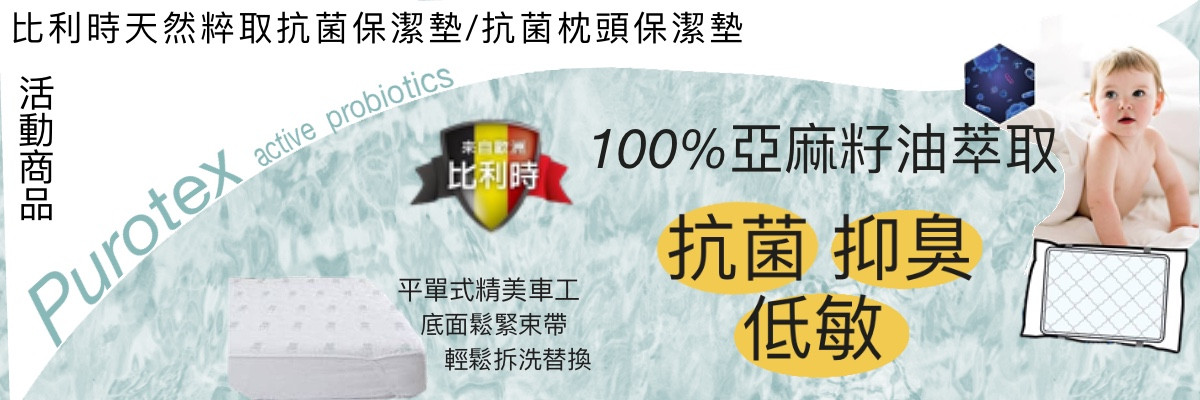 比利時天然粹取抗菌保潔墊/抗菌枕頭保潔墊
活動商品
Purotex active probiotics
來自歐洲
比利時
100%亞麻籽油萃取
抗菌 抑臭
低敏
平單式精美車工
底面鬆緊束帶
輕鬆拆洗替換